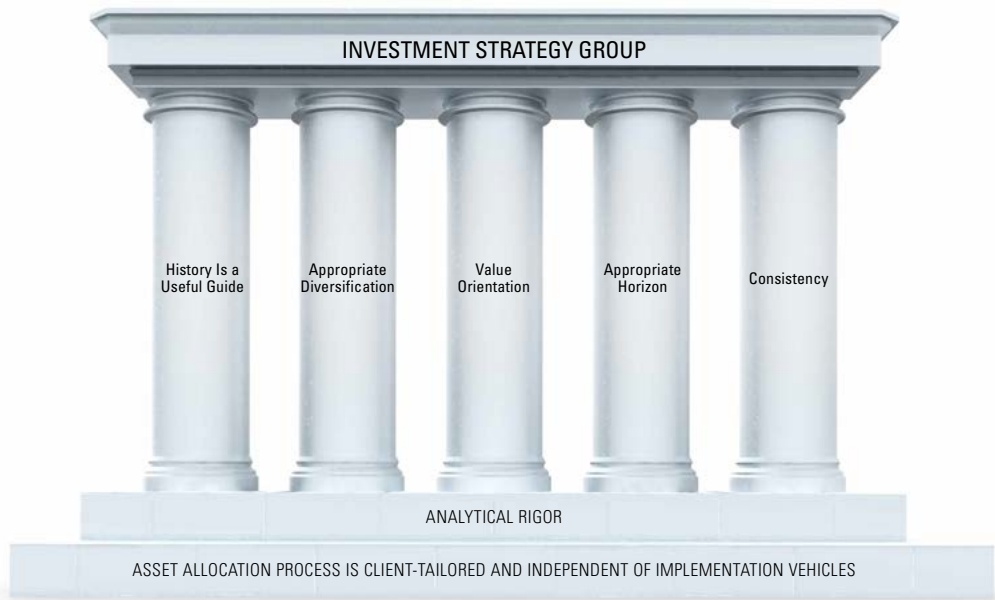 INVESTMENT STRATEGY GROUP
History Is a
Useful Guide
Appropriate
Diversification
Value
Orientation
Appropriate
Horizon
Consistency
ANALYTICAL RIGOR
ASSET ALLOCATION PROCESS IS CLIENT-TAILORED AND INDEPENDENT OF IMPLEMENTATION VEHICLES